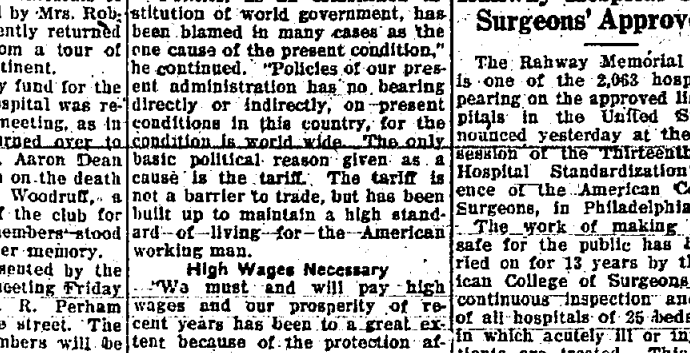 by Mrs. Rob-
ently returned
om a tour of
tinent.
y fund for the
spital was re-
meeting, as in
urned over to
. Aaron Dean
on the death
Woodruff, a
f the club for
embers stood
er memory.
sented by the
eeting Friday
. R. Perham
e street. The
mbers will be
stitution of world government, has
been blamed in many cases as the
one cause of the present condition,"
he continued. "Policies of our pres-
ent administration has no bearing
directly or indirectly, on present
conditions in this country, for the
condition is world wide. The only
basic political reason given as a
cause is the tariff. The tariff is
not a barrier to trade, but has been
built up to maintain a high stand-
ard of living for the American
working man.
High Wages Necessary
"We must and will pay high
wages and our prosperity of re-
cent years has been to a great ex-
tent because of the protection af-
Surgeons' Approv
The Rahway Memorial
is one of the 2,063 hosp
pearing on the approved li
pitals in the United S
nounced yesterday at the
session of the Thirteenth
Hospital Standardization
ence of the American C
Surgeons, in Philadelphia
The work of making
safe for the public has
ried on for 13 years by t
ican College of Surgeons
continuous inspection an
of all hospitals of 25 beds
in which acutely ill or in